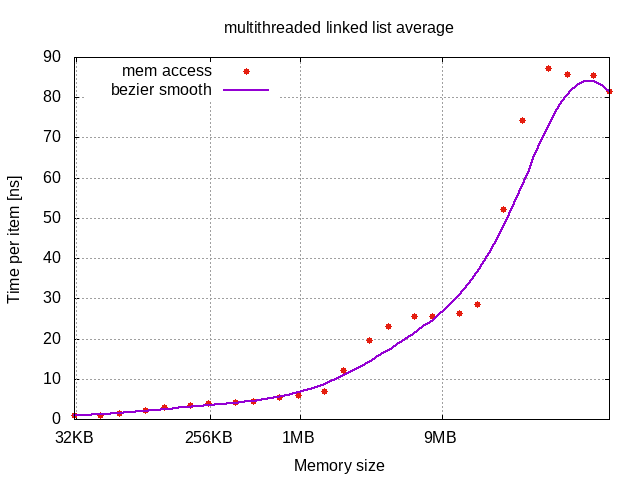 multithreaded linked list average
90
80
70
60
50
40
30
20
10
0
mem access
bezier smooth
Time per item [ns]
32KB 256KB 1MB 9MB
Memory size